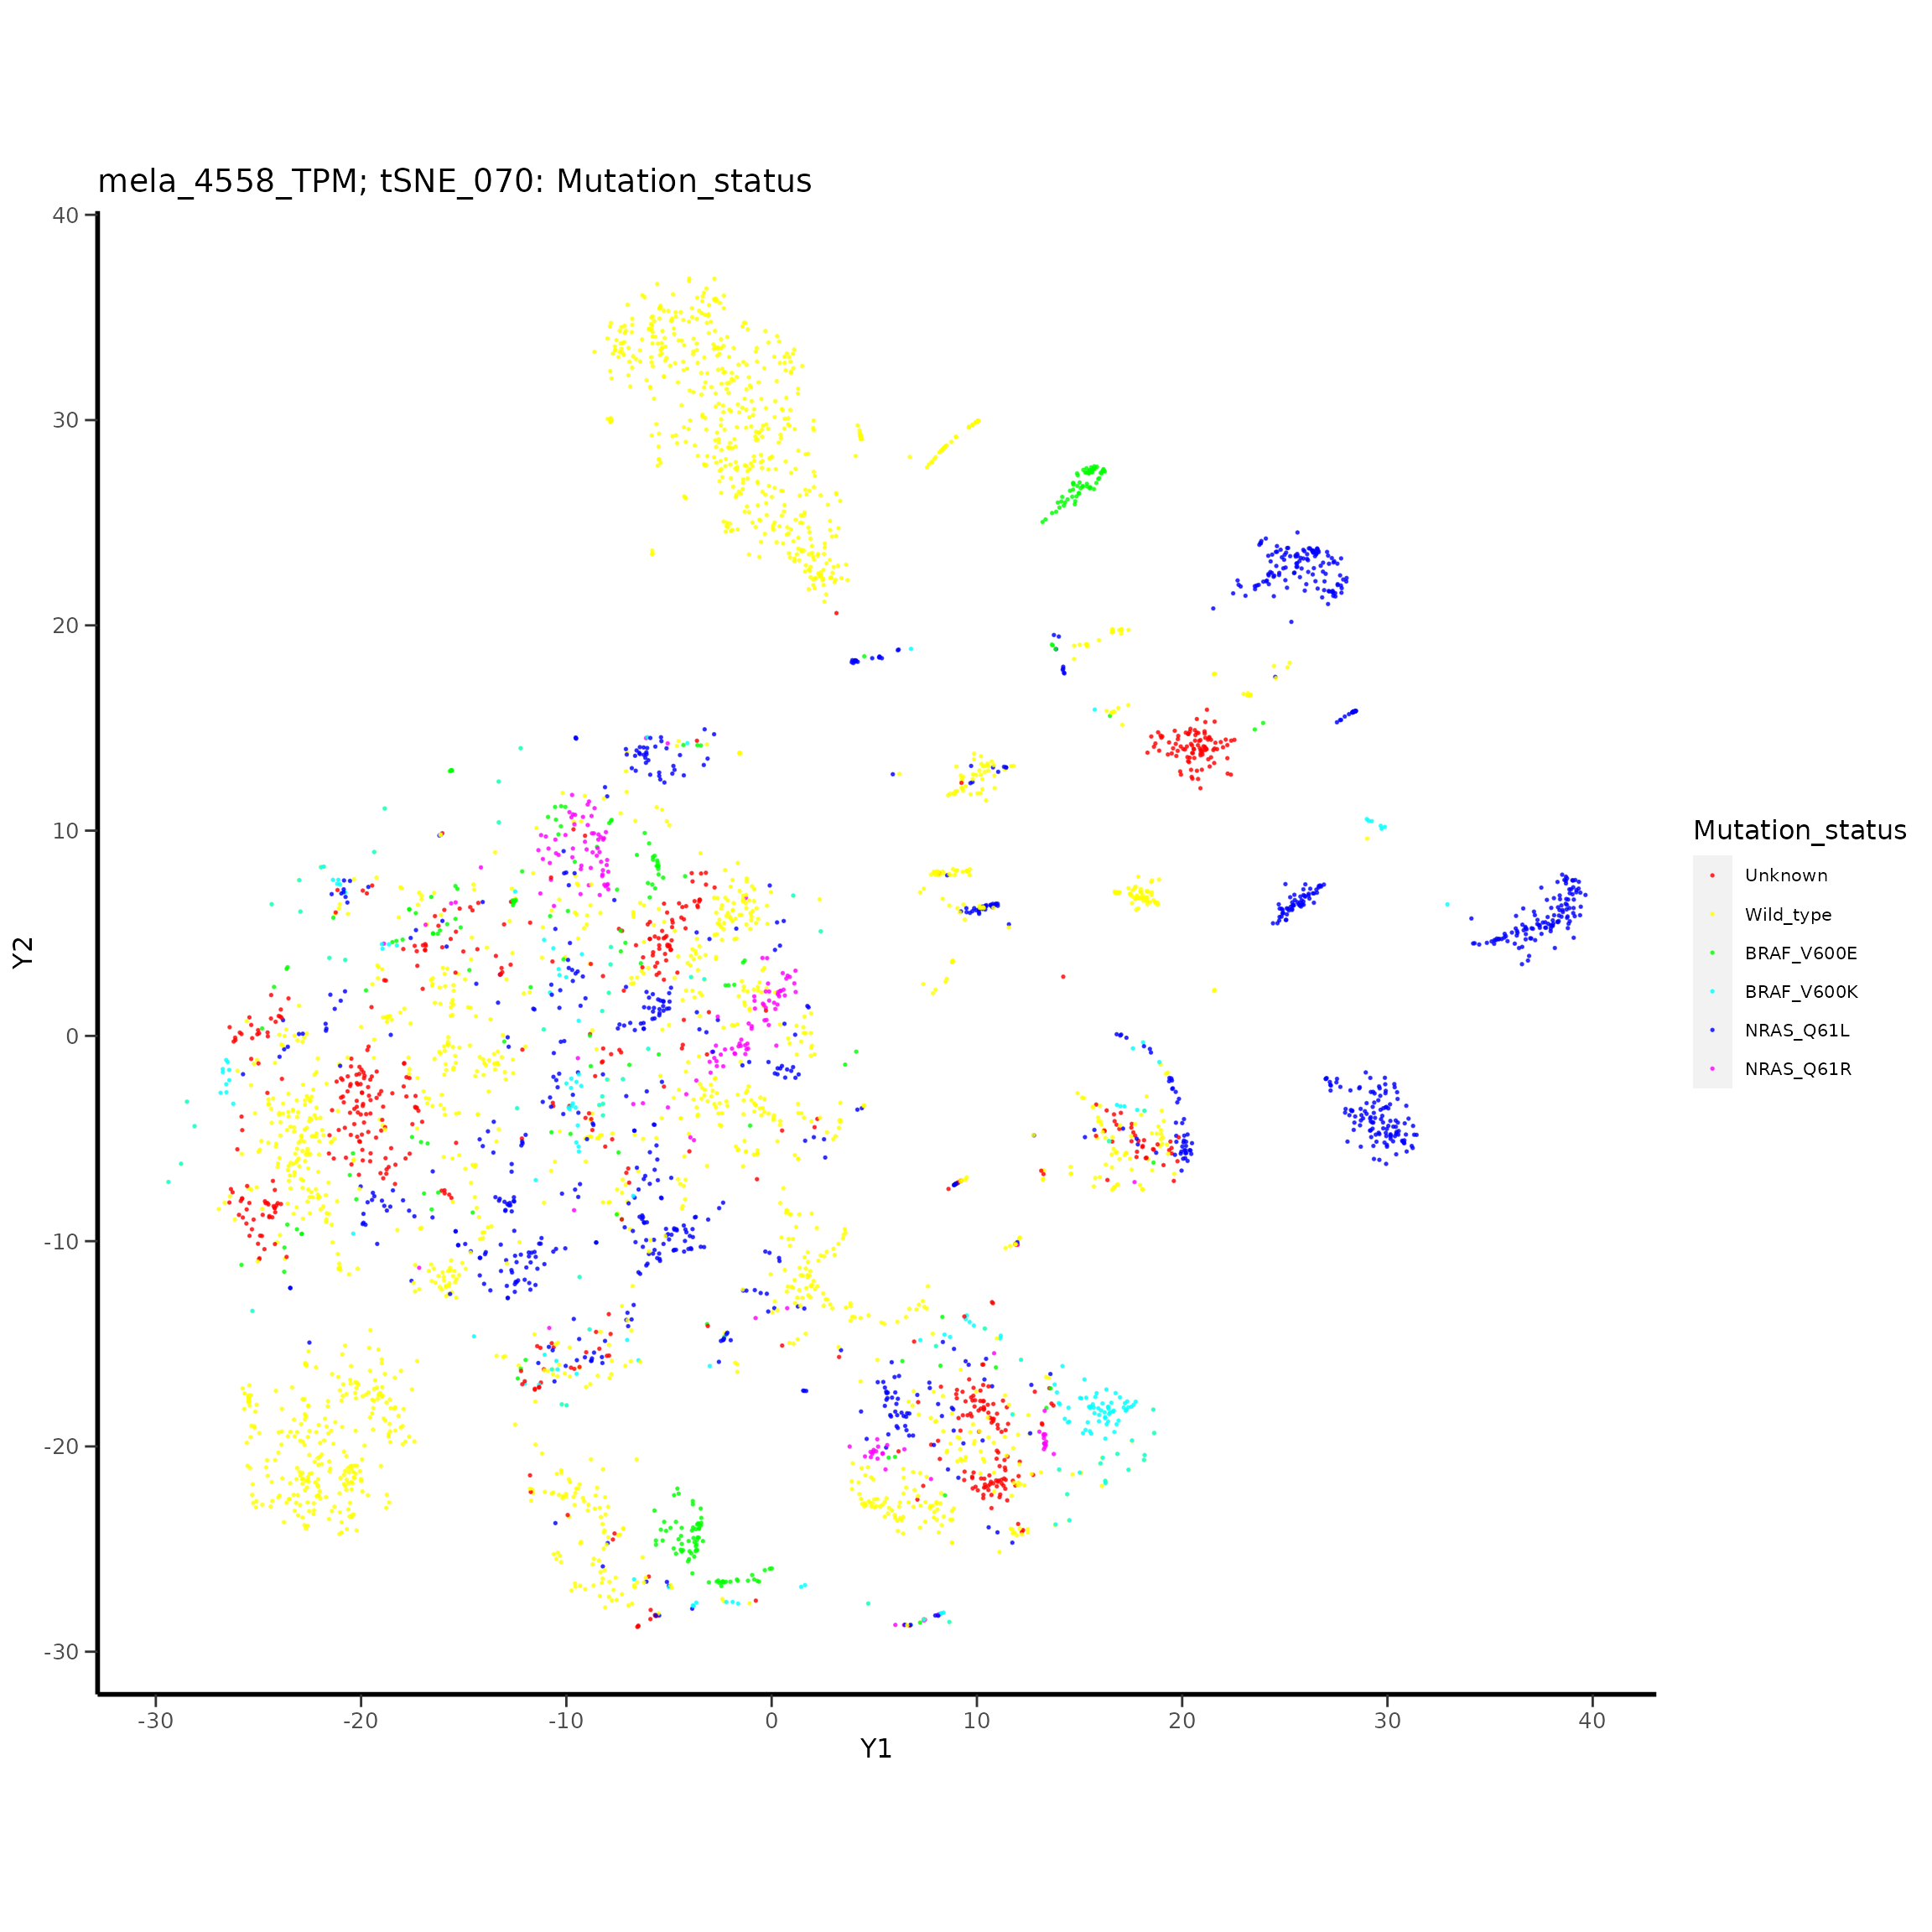 mela_4558_TPM; tSNE_070: Mutation_status
40
30
20
10
0
-10
-20
-30
Y2
-30 -20 -10 0 10 20 30 40
Y1
Mutation_status
Unknown
Wild_type
BRAF_V600E
BRAF_V600K
NRAS_Q61L
NRAS_Q61R